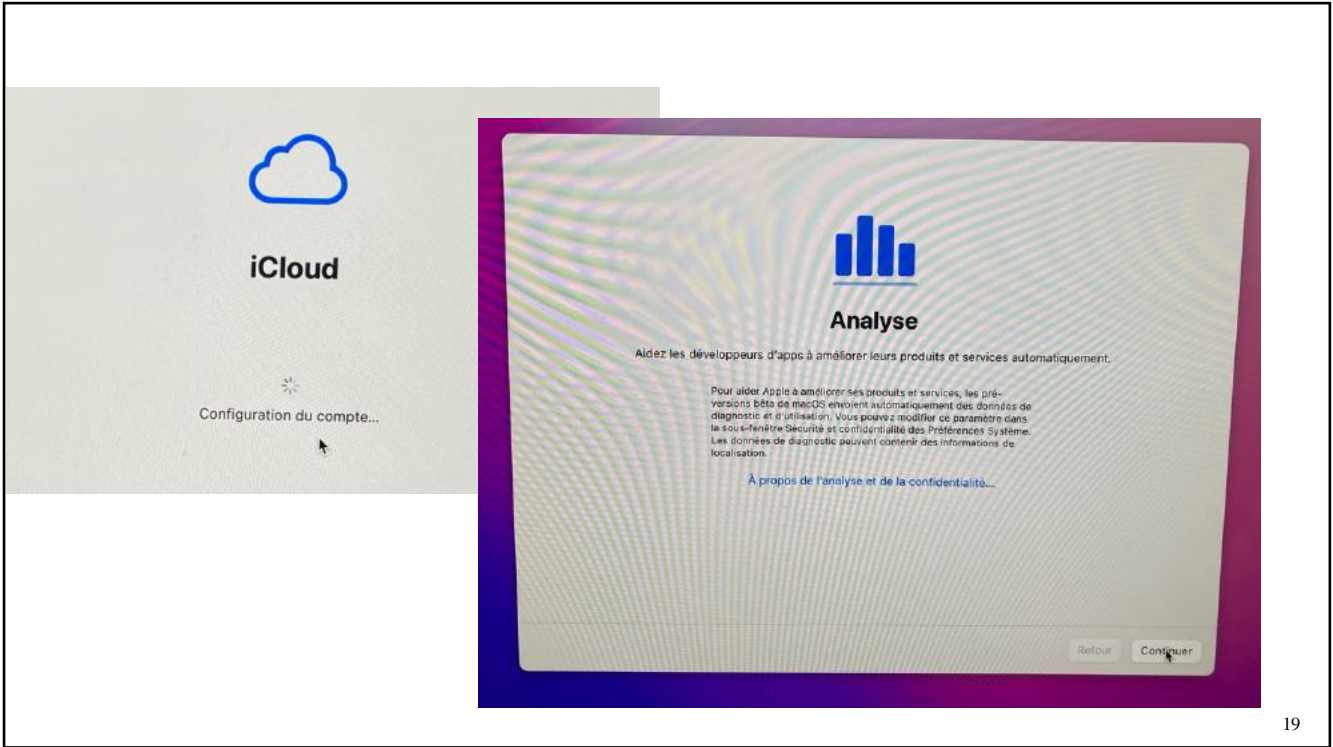 iCloud
Configuration du compte...
Analyse
Aidez les développeurs d'apps à améliorer leurs produits et services automatiquement.
Pour aider Apple à améliorer ses produits et services, les pré-
versions bêta de macOS envoient automatiquement des données de
diagnostic et d'utilisation. Vous pouvez modifier ce paramètre dans
la sous-fenêtre Sécurité et confidentialité des Préférences Système.
Les données de diagnostic peuvent contenir des informations de
localisation.
À propos de l'analyse et de la confidentialité...
Retour
Continuer
19